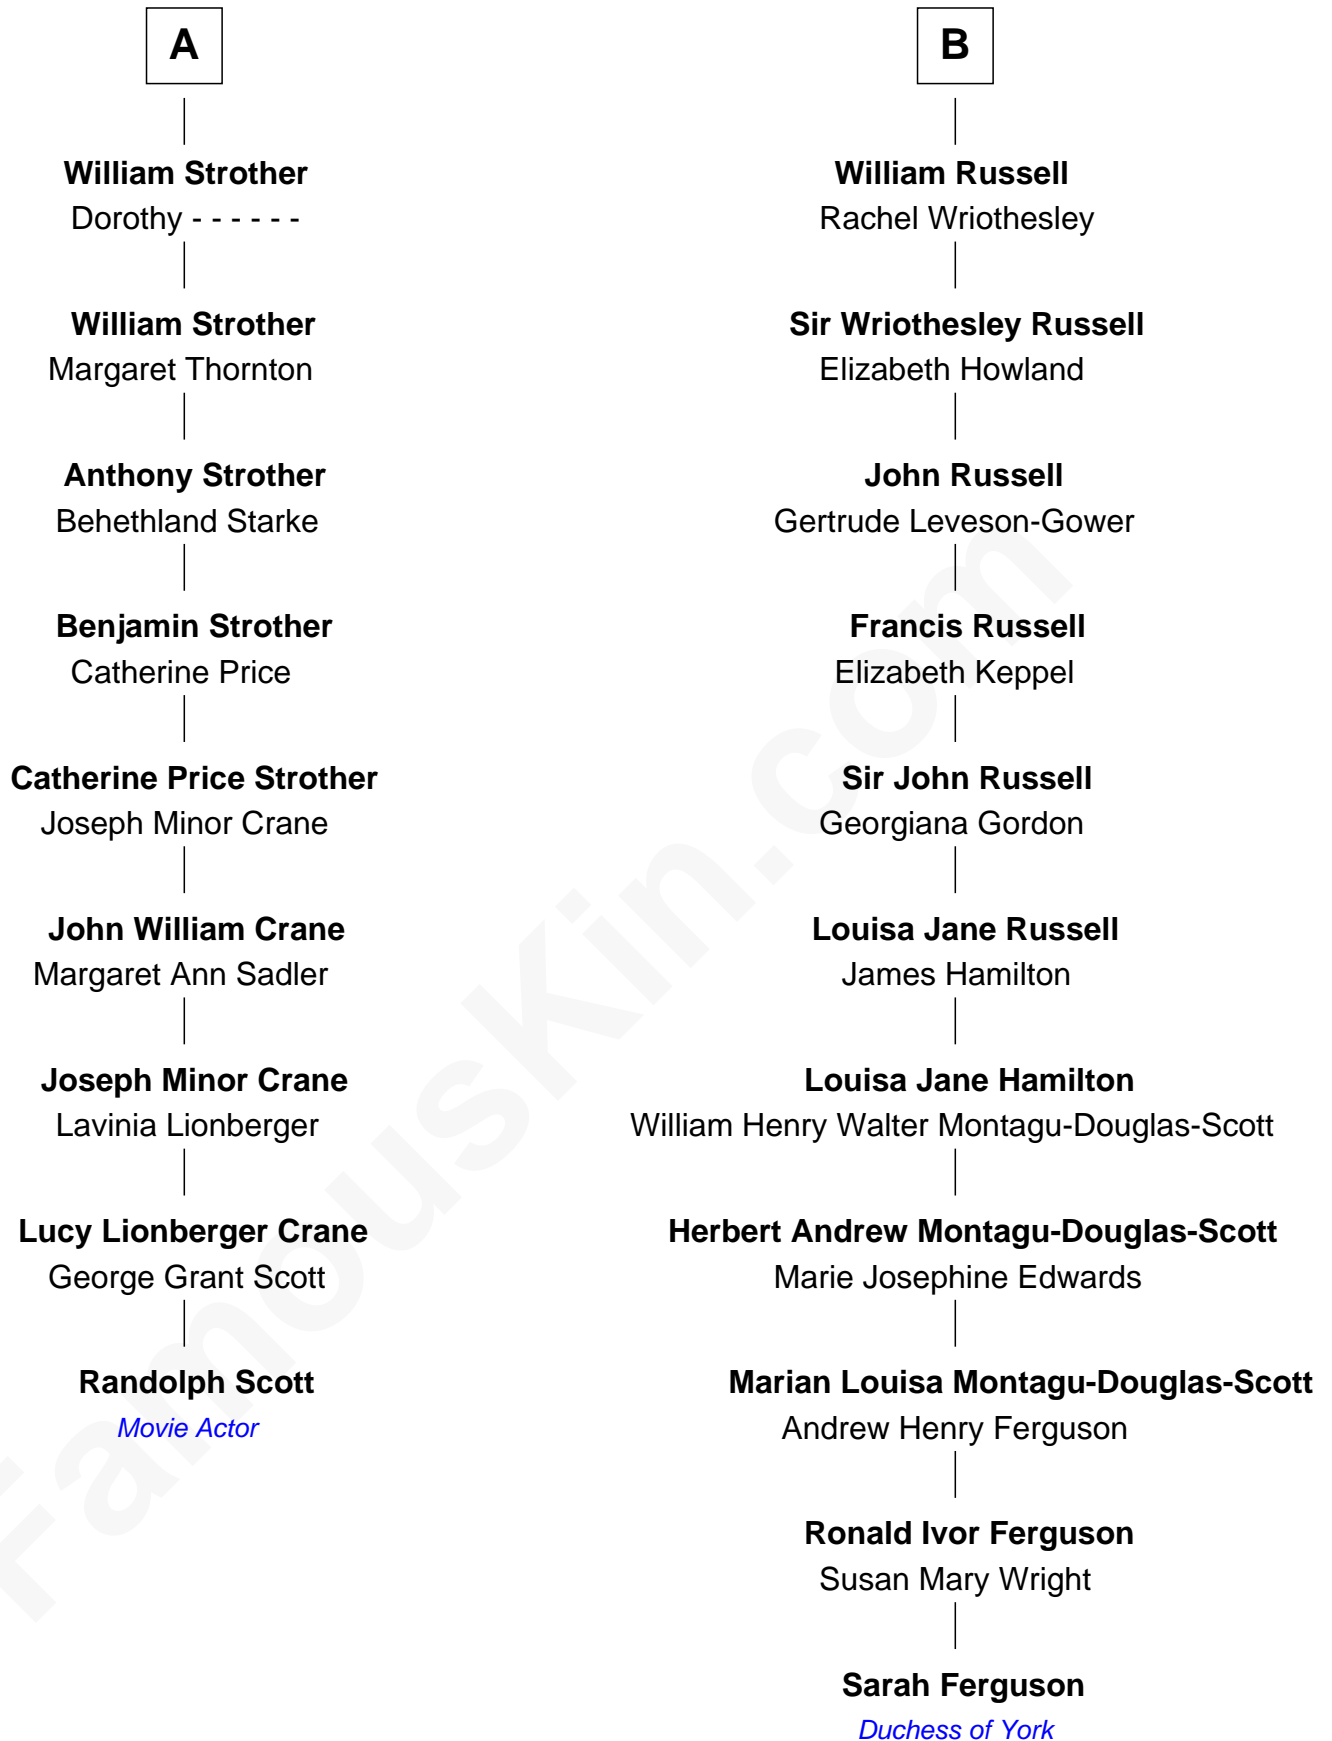 A
William Strother
Dorothy - - - - - -
William Strother
Margaret Thornton
Anthony Strother
Behethland Starke
Benjamin Strother
Catherine Price
Catherine Price Strother
Joseph Minor Crane
John William Crane
Margaret Ann Sadler
Joseph Minor Crane
Lavinia Lionberger
Lucy Lionberger Crane
George Grant Scott
Randolph Scott
Movie Actor
B
William Russell
Rachel Wriothesley
Sir Wriothesley Russell
Elizabeth Howland
John Russell
Gertrude Leveson-Gower
Francis Russell
Elizabeth Keppel
Sir John Russell
Georgiana Gordon
Louisa Jane Russell
James Hamilton
Louisa Jane Hamilton
William Henry Walter Montagu-Douglas-Scott
Herbert Andrew Montagu-Douglas-Scott
Marie Josephine Edwards
Marian Louisa Montagu-Douglas-Scott
Andrew Henry Ferguson
Ronald Ivor Ferguson
Susan Mary Wright
Sarah Ferguson
Duchess of York
FamousKin.com